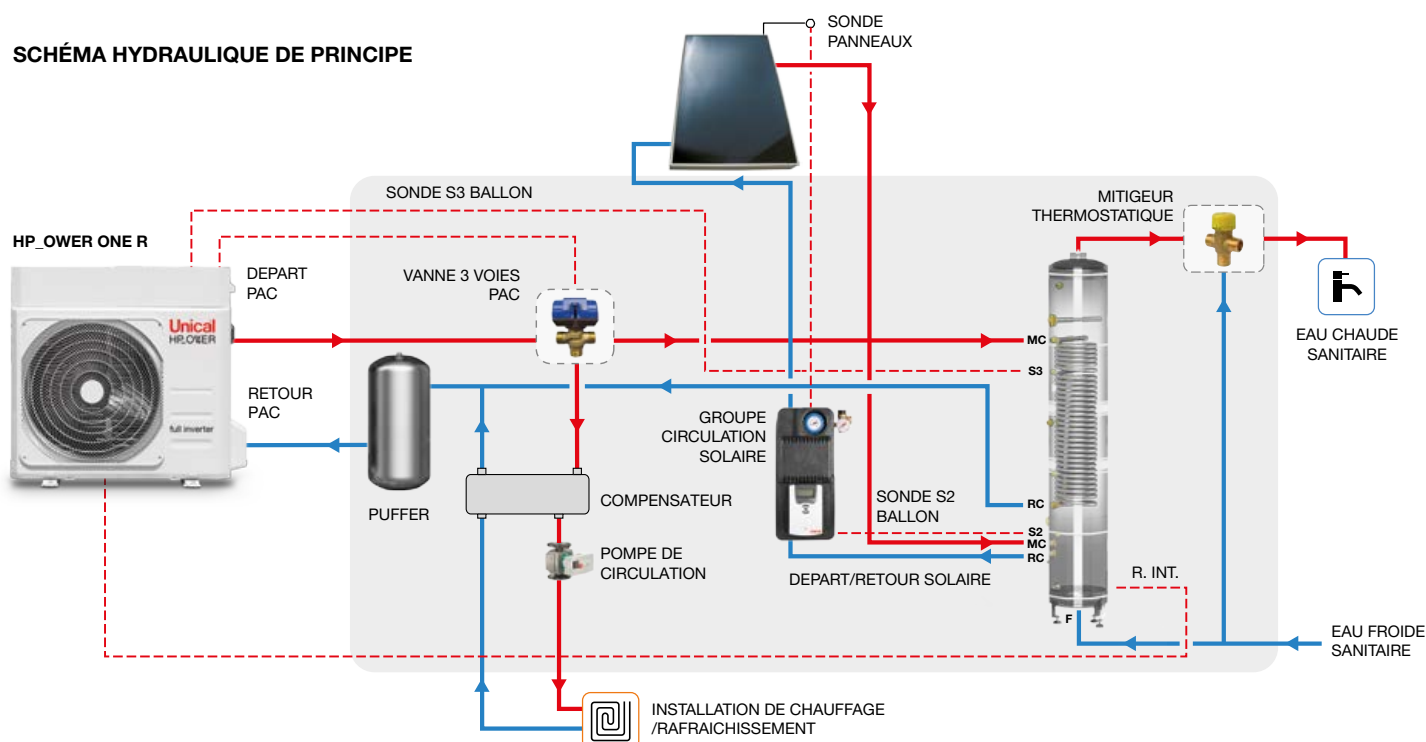 SCHÉMA HYDRAULIQUE DE PRINCIPE
SONDE
PANNEAUX
SONDE S3 BALLON
MITIGEUR
THERMOSTATIQUE
HP_OWER ONE R
DEPART
PAC
VANNE 3 VOIES
PAC
Unical
HP_OWER
MC
S3
EAU CHAUDE
SANITAIRE
RETOUR
PAC
full inverter
GROUPE
CIRCULATION
SOLAIRE
PUFFER
COMPENSATEUR
SONDE S2
BALLON
RC
S2
MC
RC
POMPE DE
CIRCULATION
DEPART/RETOUR SOLAIRE
R. INT.
F
EAU FROIDE
SANITAIRE
INSTALLATION DE CHAUFFAGE
/RAFRAICHISSEMENT